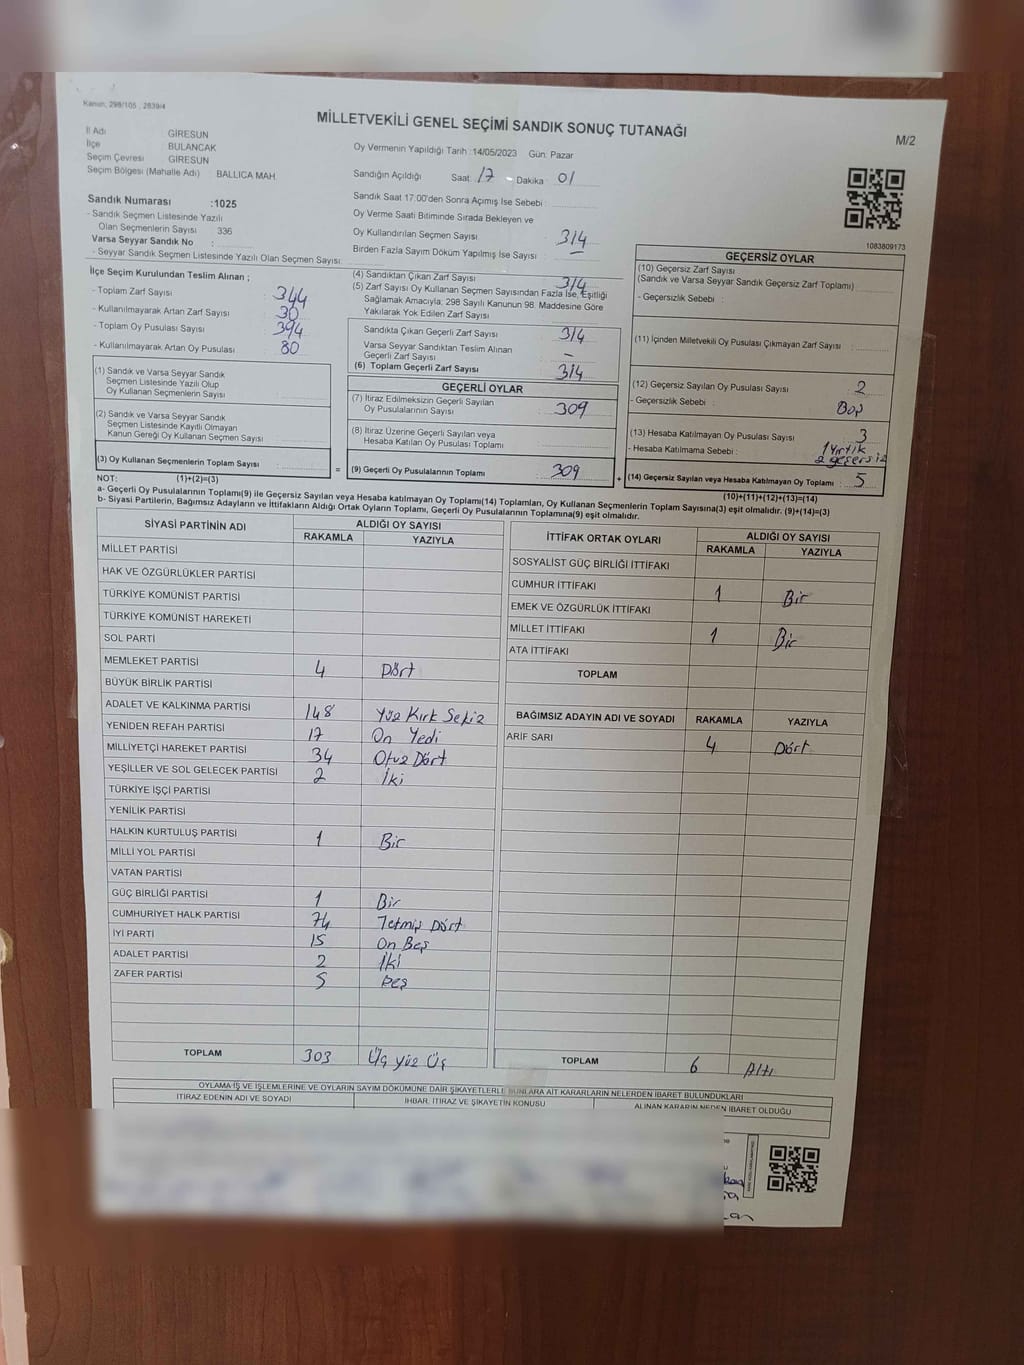 Kanun, 298/105 , 2839/4
MİLLETVEKİLİ GENEL SEÇİMİ SANDIK SONUÇ TUTANAĞI
M/2
İl Adı : GİRESUN
İlçe BULANCAK
Seçim Çevresi : GİRESUN
Seçim Bölgesi (Mahalle Adı) BALLICA MAH.
Sandık Numarası :1025
- Sandık Seçmen Listesinde Yazılı
Olan Seçmenlerin Sayısı 336
Varsa Seyyar Sandık No :
- Seyyar Sandık Seçmen Listesinde Yazılı Olan Seçmen Sayısı:
Oy Vermenin Yapıldığı Tarih :14/05/2023 Gün: Pazar
Sandığın Açıldığı Saat : 17 - Dakika : 01
Sandık Saat 17.00'den Sonra Açımış İse Sebebi :
Oy Verme Saati Bitiminde Sırada Bekleyen ve
Oy Kullandırılan Seçmen Sayısı : 314
Birden Fazla Sayım Döküm Yapılmış İse Sayısı : –
1083809173
İlçe Seçim Kurulundan Teslim Alınan ;
- Toplam Zarf Sayısı : 344
- Kullanılmayarak Artan Zarf Sayısı : 30
- Toplam Oy Pusulası Sayısı : 394
- Kullanılmayarak Artan Oy Pusulası : 80
(1) Sandık ve Varsa Seyyar Sandık
Seçmen Listesinde Yazılı Olup
Oy Kullanan Seçmenlerin Sayısı :
(2) Sandık ve Varsa Seyyar Sandık
Seçmen Listesinde Kayıtlı Olmayan
Kanun Gereği Oy Kullanan Seçmen Sayısı :
(3) Oy Kullanan Seçmenlerin Toplam Sayısı :
(4) Sandıktan Çıkan Zarf Sayısı : 314
(5) Zarf Sayısı Oy Kullanan Seçmen Sayısından Fazla İse, Eşitliği
Sağlamak Amacıyla; 298 Sayılı Kanunun 98. Maddesine Göre
Yakılarak Yok Edilen Zarf Sayısı :
Sandıkta Çıkan Geçerli Zarf Sayısı : 314
Varsa Seyyar Sandıktan Teslim Alınan
Geçerli Zarf Sayısı : –
(6) Toplam Geçerli Zarf Sayısı : 314
GEÇERLİ OYLAR
(7) İtiraz Edilmeksizin Geçerli Sayılan
Oy Pusulalarının Sayısı : 309
(8) İtiraz Üzerine Geçerli Sayılan veya
Hesaba Katılan Oy Pusulası Toplamı :
= (9) Geçerli Oy Pusulalarının Toplamı : 309
GEÇERSİZ OYLAR
(10) Geçersiz Zarf Sayısı
(Sandık ve Varsa Seyyar Sandık Geçersiz Zarf Toplamı) :
- Geçersizlik Sebebi :
(11) İçinden Milletvekili Oy Pusulası Çıkmayan Zarf Sayısı :
(12) Geçersiz Sayılan Oy Pusulası Sayısı : 2
- Geçersizlik Sebebi : Boş
(13) Hesaba Katılmayan Oy Pusulası Sayısı : 3
- Hesaba Katılmama Sebebi : 1 Yırtık
2 geçersiz
+ (14) Geçersiz Sayılan veya Hesaba Katılmayan Oy Toplamı : 5
NOT: (1)+(2)=(3)
(10)+(11)+(12)+(13)=(14)
a- Geçerli Oy Pusulalarının Toplamı(9) ile Geçersiz Sayılan veya Hesaba katılmayan Oy Toplamı(14) Toplamları, Oy Kullanan Seçmenlerin Toplam Sayısına(3) eşit olmalıdır. (9)+(14)=(3)
b- Siyasi Partilerin, Bağımsız Adayların ve İttifakların Aldığı Ortak Oyların Toplamı, Geçerli Oy Pusulalarının Toplamına(9) eşit olmalıdır.
SİYASİ PARTİNİN ADI ALDIĞI OY SAYISI
RAKAMLA YAZIYLA
MİLLET PARTİSİ
HAK VE ÖZGÜRLÜKLER PARTİSİ
TÜRKİYE KOMÜNİST PARTİSİ
TÜRKİYE KOMÜNİST HAREKETİ
SOL PARTİ
MEMLEKET PARTİSİ 4 Dört
BÜYÜK BİRLİK PARTİSİ
ADALET VE KALKINMA PARTİSİ 148 Yüz Kırk Sekiz
YENİDEN REFAH PARTİSİ 17 On Yedi
MİLLİYETÇİ HAREKET PARTİSİ 34 Otuz Dört
YEŞİLLER VE SOL GELECEK PARTİSİ 2 İki
TÜRKİYE İŞÇİ PARTİSİ
YENİLİK PARTİSİ
HALKIN KURTULUŞ PARTİSİ 1 Bir
MİLLİ YOL PARTİSİ
VATAN PARTİSİ
GÜÇ BİRLİĞİ PARTİSİ 1 Bir
CUMHURİYET HALK PARTİSİ 74 Yetmiş Dört
İYİ PARTİ 15 On Beş
ADALET PARTİSİ 2 İki
ZAFER PARTİSİ 5 Beş
TOPLAM 303 Üç yüz Üç
İTTİFAK ORTAK OYLARI ALDIĞI OY SAYISI
RAKAMLA YAZIYLA
SOSYALİST GÜÇ BİRLİĞİ İTTİFAKI
CUMHUR İTTİFAKI 1 Bir
EMEK VE ÖZGÜRLÜK İTTİFAKI
MİLLET İTTİFAKI 1 Bir
ATA İTTİFAKI
TOPLAM
BAĞIMSIZ ADAYIN ADI VE SOYADI RAKAMLA YAZIYLA
ARİF SARI 4 Dört
TOPLAM 6 Altı
OYLAMA İŞ VE İŞLEMLERİNE VE OYLARIN SAYIM DÖKÜMÜNE DAİR ŞİKAYETLERLE BUNLARA AİT KARARLARIN NELERDEN İBARET BULUNDUKLARI
İTİRAZ EDENİN ADI VE SOYADI İHBAR, İTİRAZ VE ŞİKAYETİN KONUSU ALINAN KARARIN NEDEN İBARET OLDUĞU